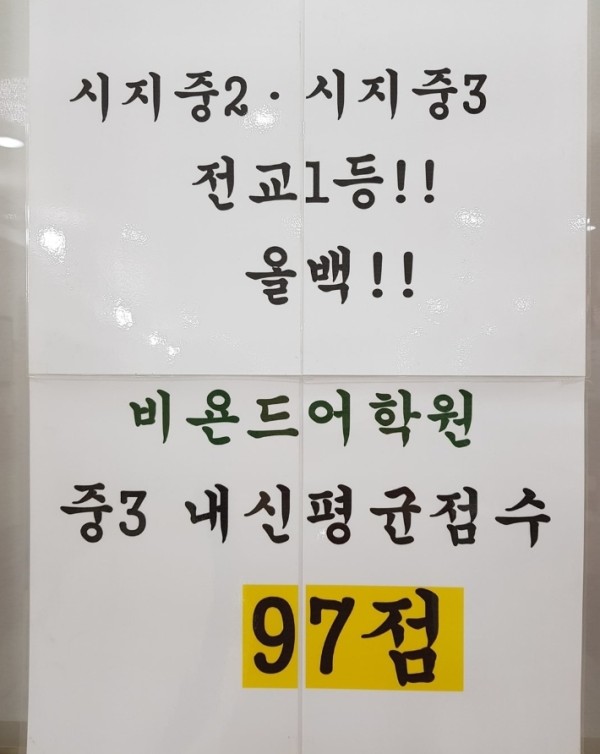 시지중2·시지중3
전교1등!!
올백!!
비욘드어학원
중3 내신평균점수
97점